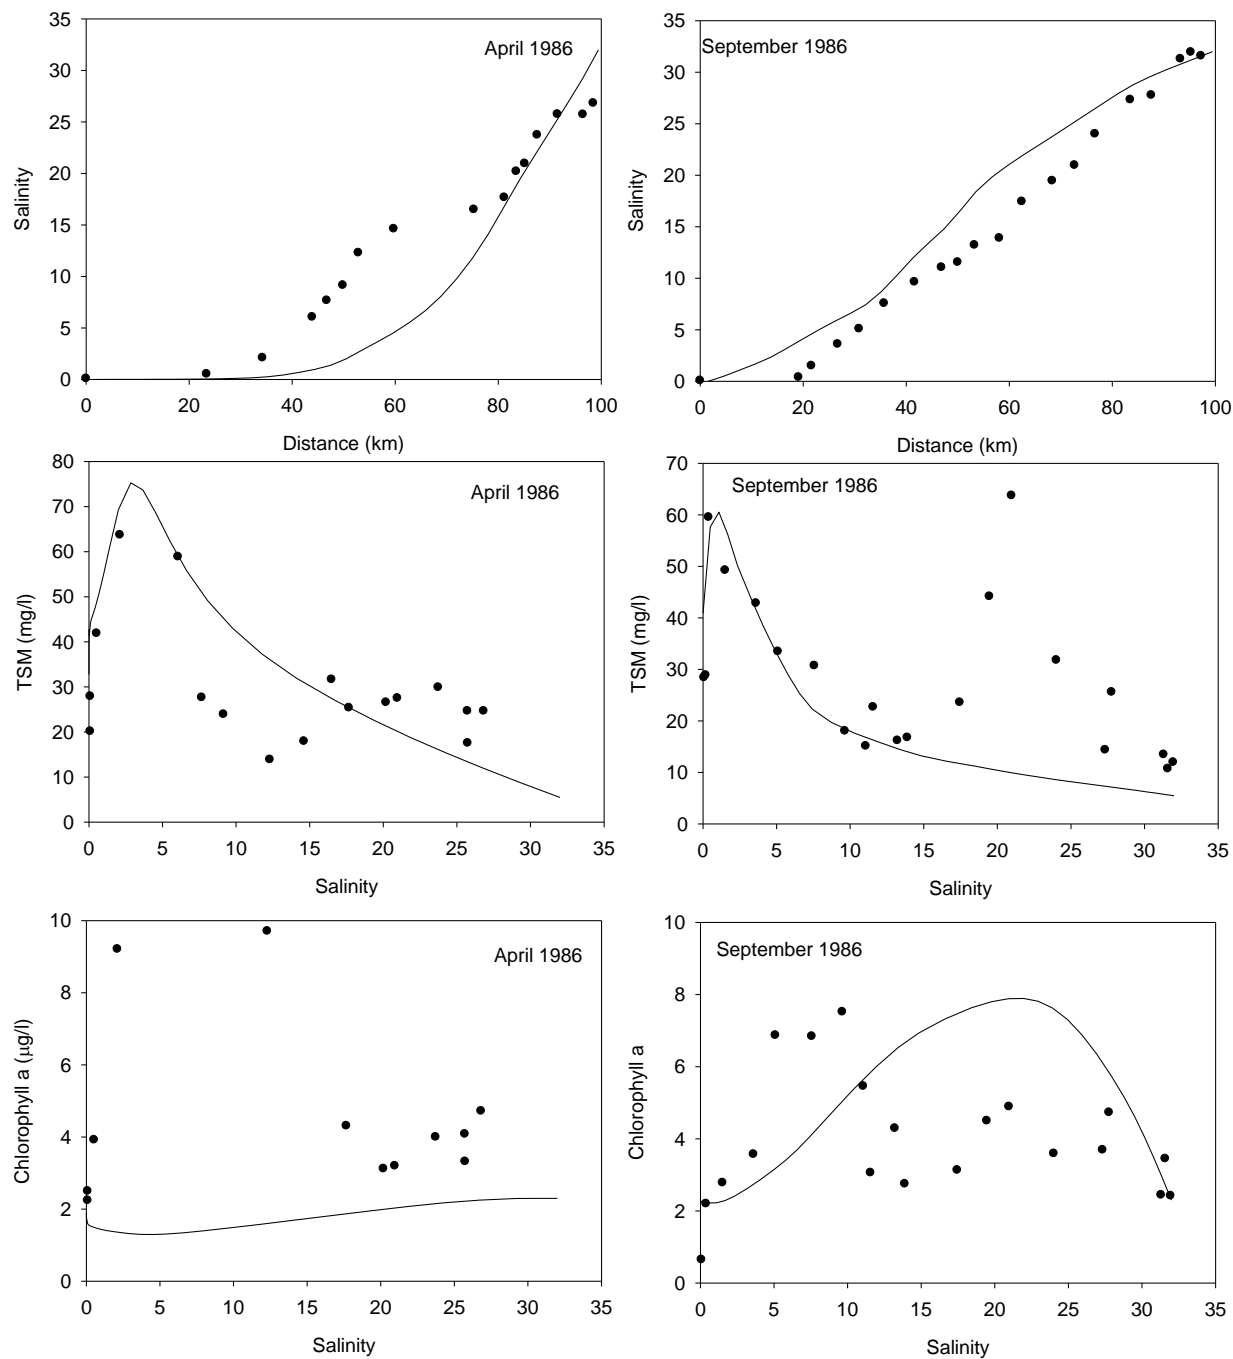 35
30
25
20
15
10
5
0
Salinity
April 1986
0 20 40 60 80 100
Distance (km)
35
30
25
20
15
10
5
0
Salinity
September 1986
0 20 40 60 80 100
Distance (km)
80
70
60
50
40
30
20
10
0
TSM (mg/l)
April 1986
0 5 10 15 20 25 30 35
Salinity
70
60
50
40
30
20
10
0
TSM (mg/l)
September 1986
0 5 10 15 20 25 30 35
Salinity
10
8
6
4
2
0
Chlorophyll a (μg/l)
April 1986
0 5 10 15 20 25 30 35
Salinity
10
8
6
4
2
0
Chlorophyll a
September 1986
0 5 10 15 20 25 30 35
Salinity